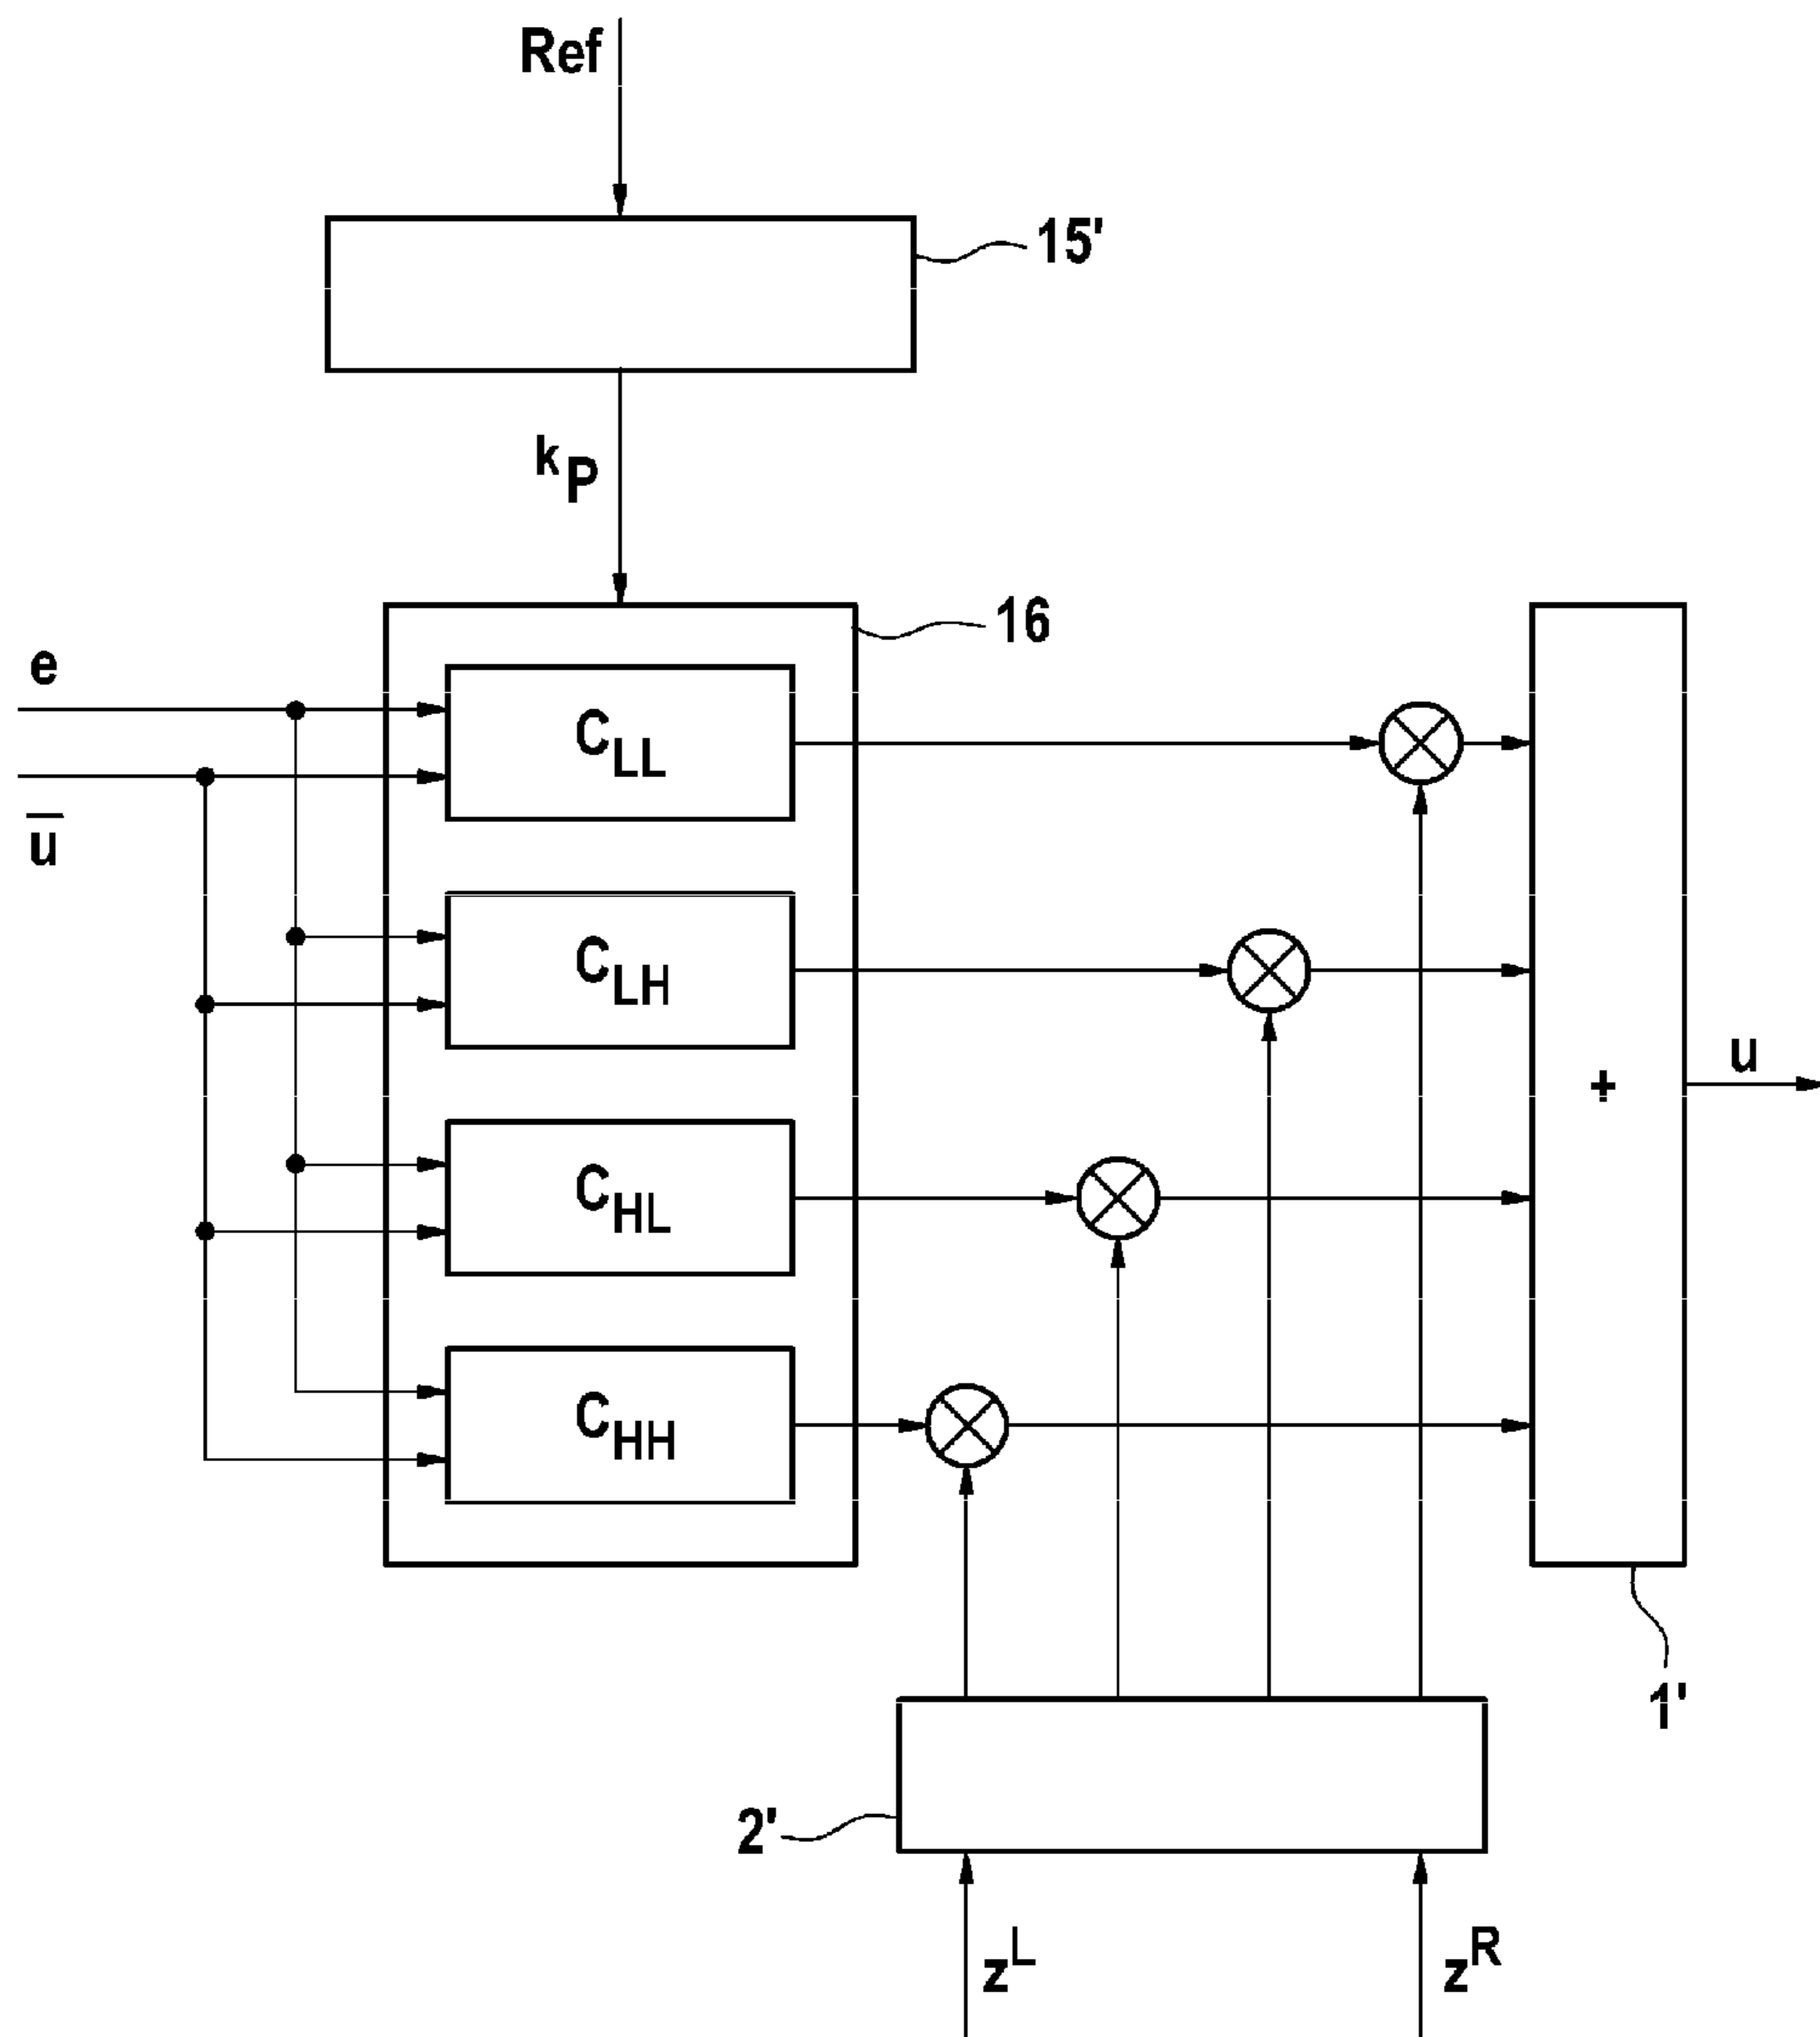 Ref
15'
kP
16
e
u̅
CLL
CLH
CHL
CHH
+
u
1'
2'
zL
zR